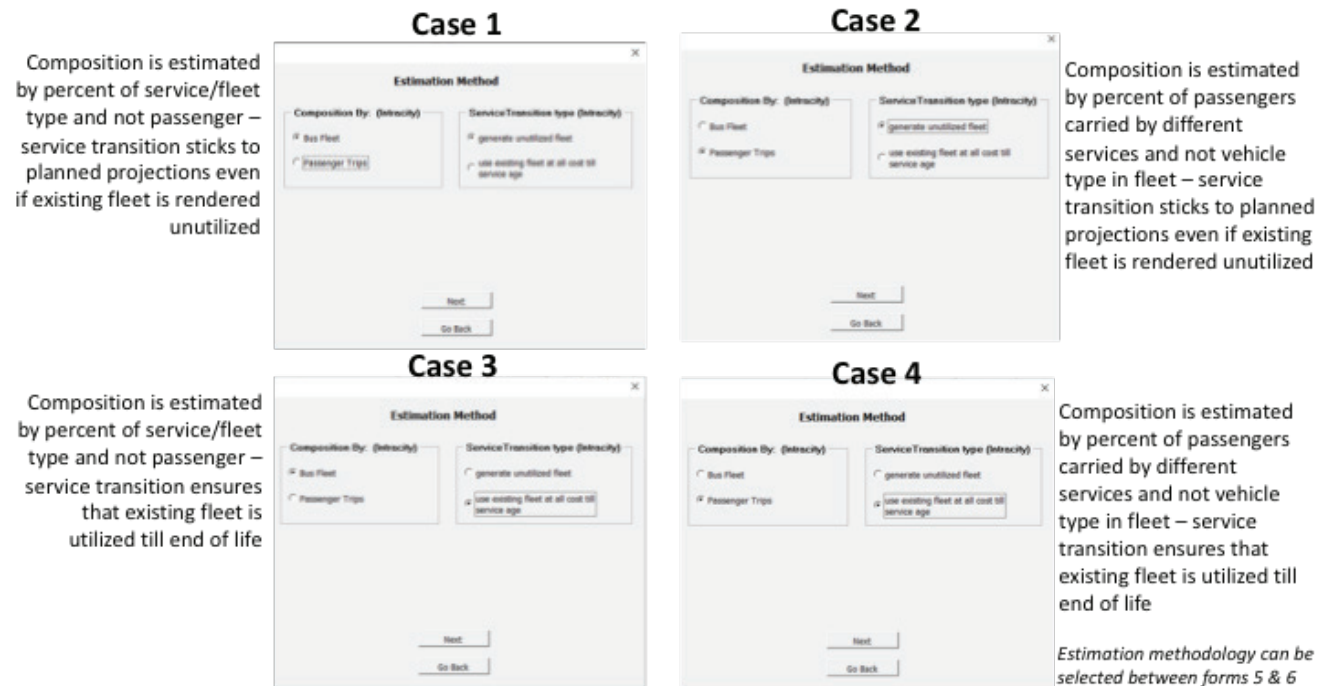 Case 1
Composition is estimated
by percent of service/fleet
type and not passenger –
service transition sticks to
planned projections even
if existing fleet is rendered
unutilized
×
Estimation Method
Composition By: (Intracity)
Bus Fleet
Passenger Trips
ServiceTransition type (Intracity)
generate unutilized fleet
use existing fleet at all cost till
service age
Next
Go Back
Case 2
×
Estimation Method
Composition By: (Intracity)
Bus Fleet
Passenger Trips
ServiceTransition type (Intracity)
generate unutilized fleet
use existing fleet at all cost till
service age
Next
Go Back
Composition is estimated
by percent of passengers
carried by different
services and not vehicle
type in fleet – service
transition sticks to planned
projections even if existing
fleet is rendered unutilized
Case 3
Composition is estimated
by percent of service/fleet
type and not passenger –
service transition ensures
that existing fleet is
utilized till end of life
×
Estimation Method
Composition By: (Intracity)
Bus Fleet
Passenger Trips
ServiceTransition type (Intracity)
generate unutilized fleet
use existing fleet at all cost till
service age
Next
Go Back
Case 4
×
Estimation Method
Composition By: (Intracity)
Bus Fleet
Passenger Trips
ServiceTransition type (Intracity)
generate unutilized fleet
use existing fleet at all cost till
service age
Next
Go Back
Composition is estimated
by percent of passengers
carried by different
services and not vehicle
type in fleet – service
transition ensures that
existing fleet is utilized till
end of life
Estimation methodology can be
selected between forms 5 & 6